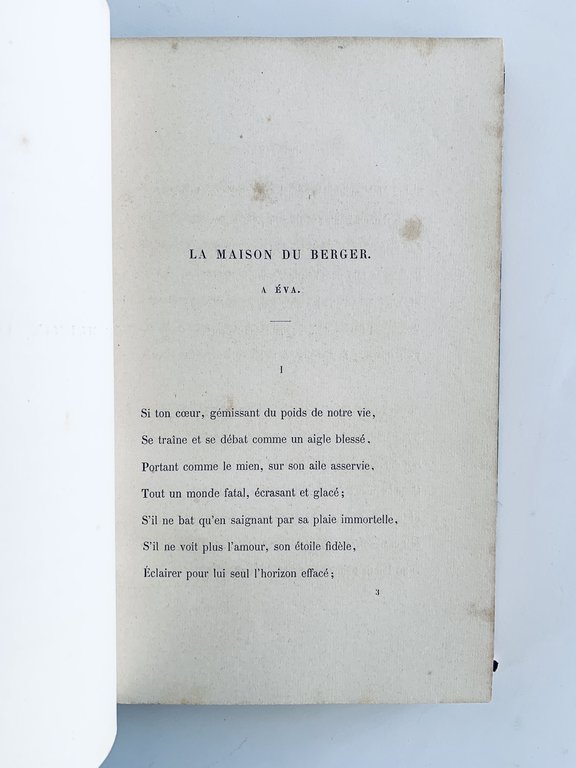 LA MAISON DU BERGER.
A ÉVA.
I
Si ton cœur, gémissant du poids de notre vie,
Se traîne et se débat comme un aigle blessé,
Portant comme le mien, sur son aile asservie,
Tout un monde fatal, écrasant et glacé;
S'il ne bat qu'en saignant par sa plaie immortelle,
S'il ne voit plus l'amour, son étoile fidèle,
Éclairer pour lui seul l'horizon effacé;
3